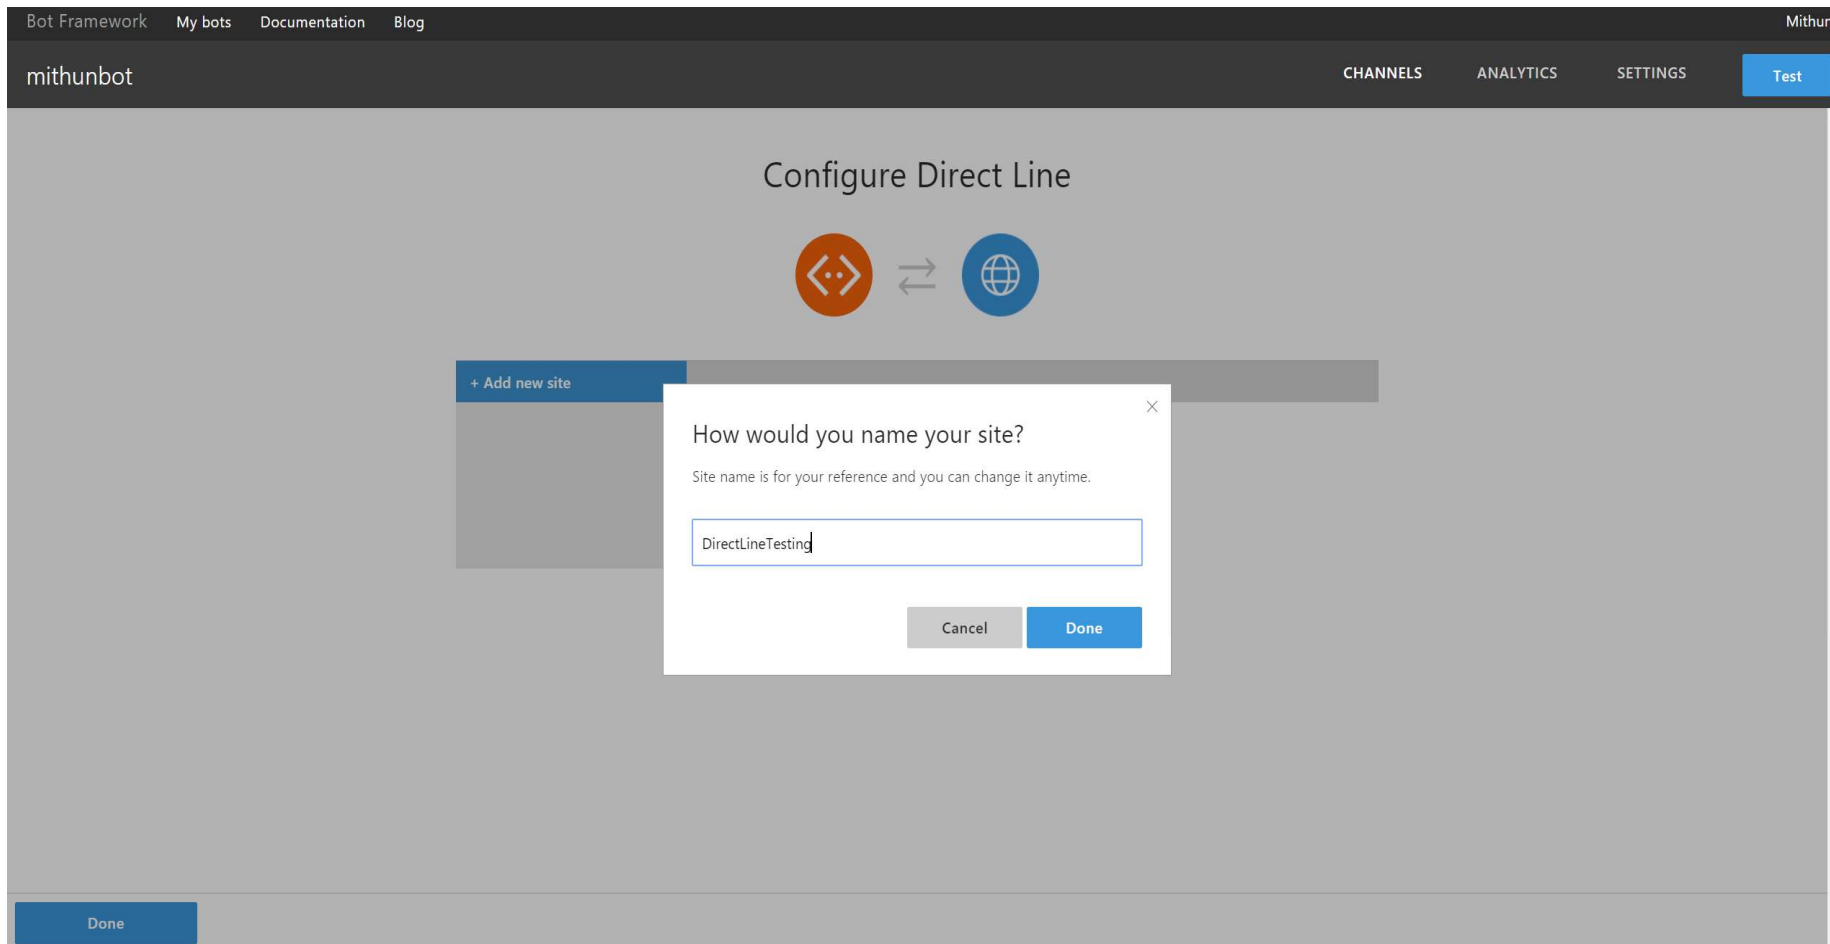 Bot Framework My bots Documentation Blog Mithun
mithunbot CHANNELS ANALYTICS SETTINGS Test
Configure Direct Line
+ Add new site
How would you name your site?
Site name is for your reference and you can change it anytime.
DirectLineTesting
Cancel Done
Done